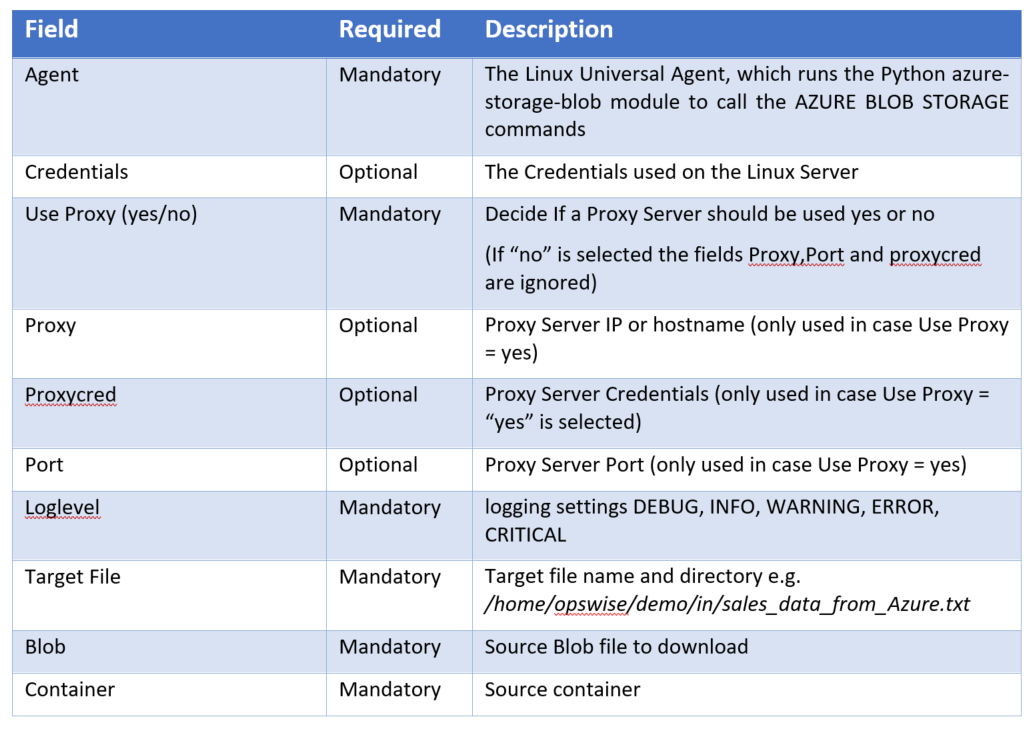 Field Required Description
Agent Mandatory The Linux Universal Agent, which runs the Python azure-
storage-blob module to call the AZURE BLOB STORAGE
commands
Credentials Optional The Credentials used on the Linux Server
Use Proxy (yes/no) Mandatory Decide If a Proxy Server should be used yes or no
(If “no” is selected the fields Proxy,Port and proxycred
are ignored)
Proxy Optional Proxy Server IP or hostname (only used in case Use Proxy
= yes)
Proxycred Optional Proxy Server Credentials (only used in case Use Proxy =
“yes” is selected)
Port Optional Proxy Server Port (only used in case Use Proxy = yes)
Loglevel Mandatory logging settings DEBUG, INFO, WARNING, ERROR,
CRITICAL
Target File Mandatory Target file name and directory e.g.
/home/opswise/demo/in/sales_data_from_Azure.txt
Blob Mandatory Source Blob file to download
Container Mandatory Source container